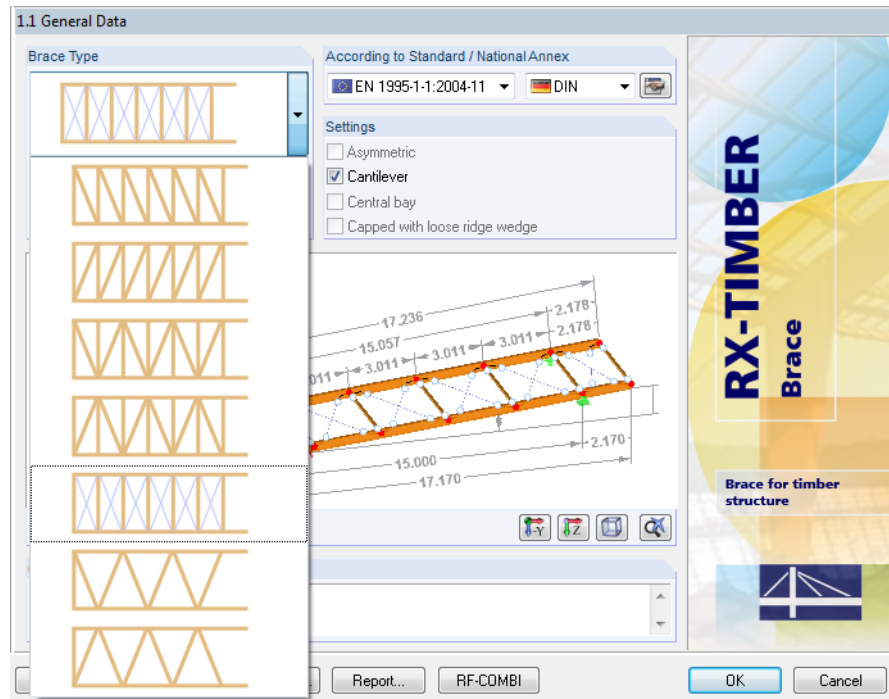 1.1 General Data
Brace Type
According to Standard / National Annex
EN 1995-1-1:2004-11
DIN
Settings
Asymmetric
Cantilever
Central bay
Capped with loose ridge wedge
17.236
2.178
15.057
2.178
3.011
3.011
3.011
011
2.170
15.000
17.170
-Y
Z
Report...
RF-COMBI
OK
Cancel
RX-TIMBER
Brace
Brace for timber
structure